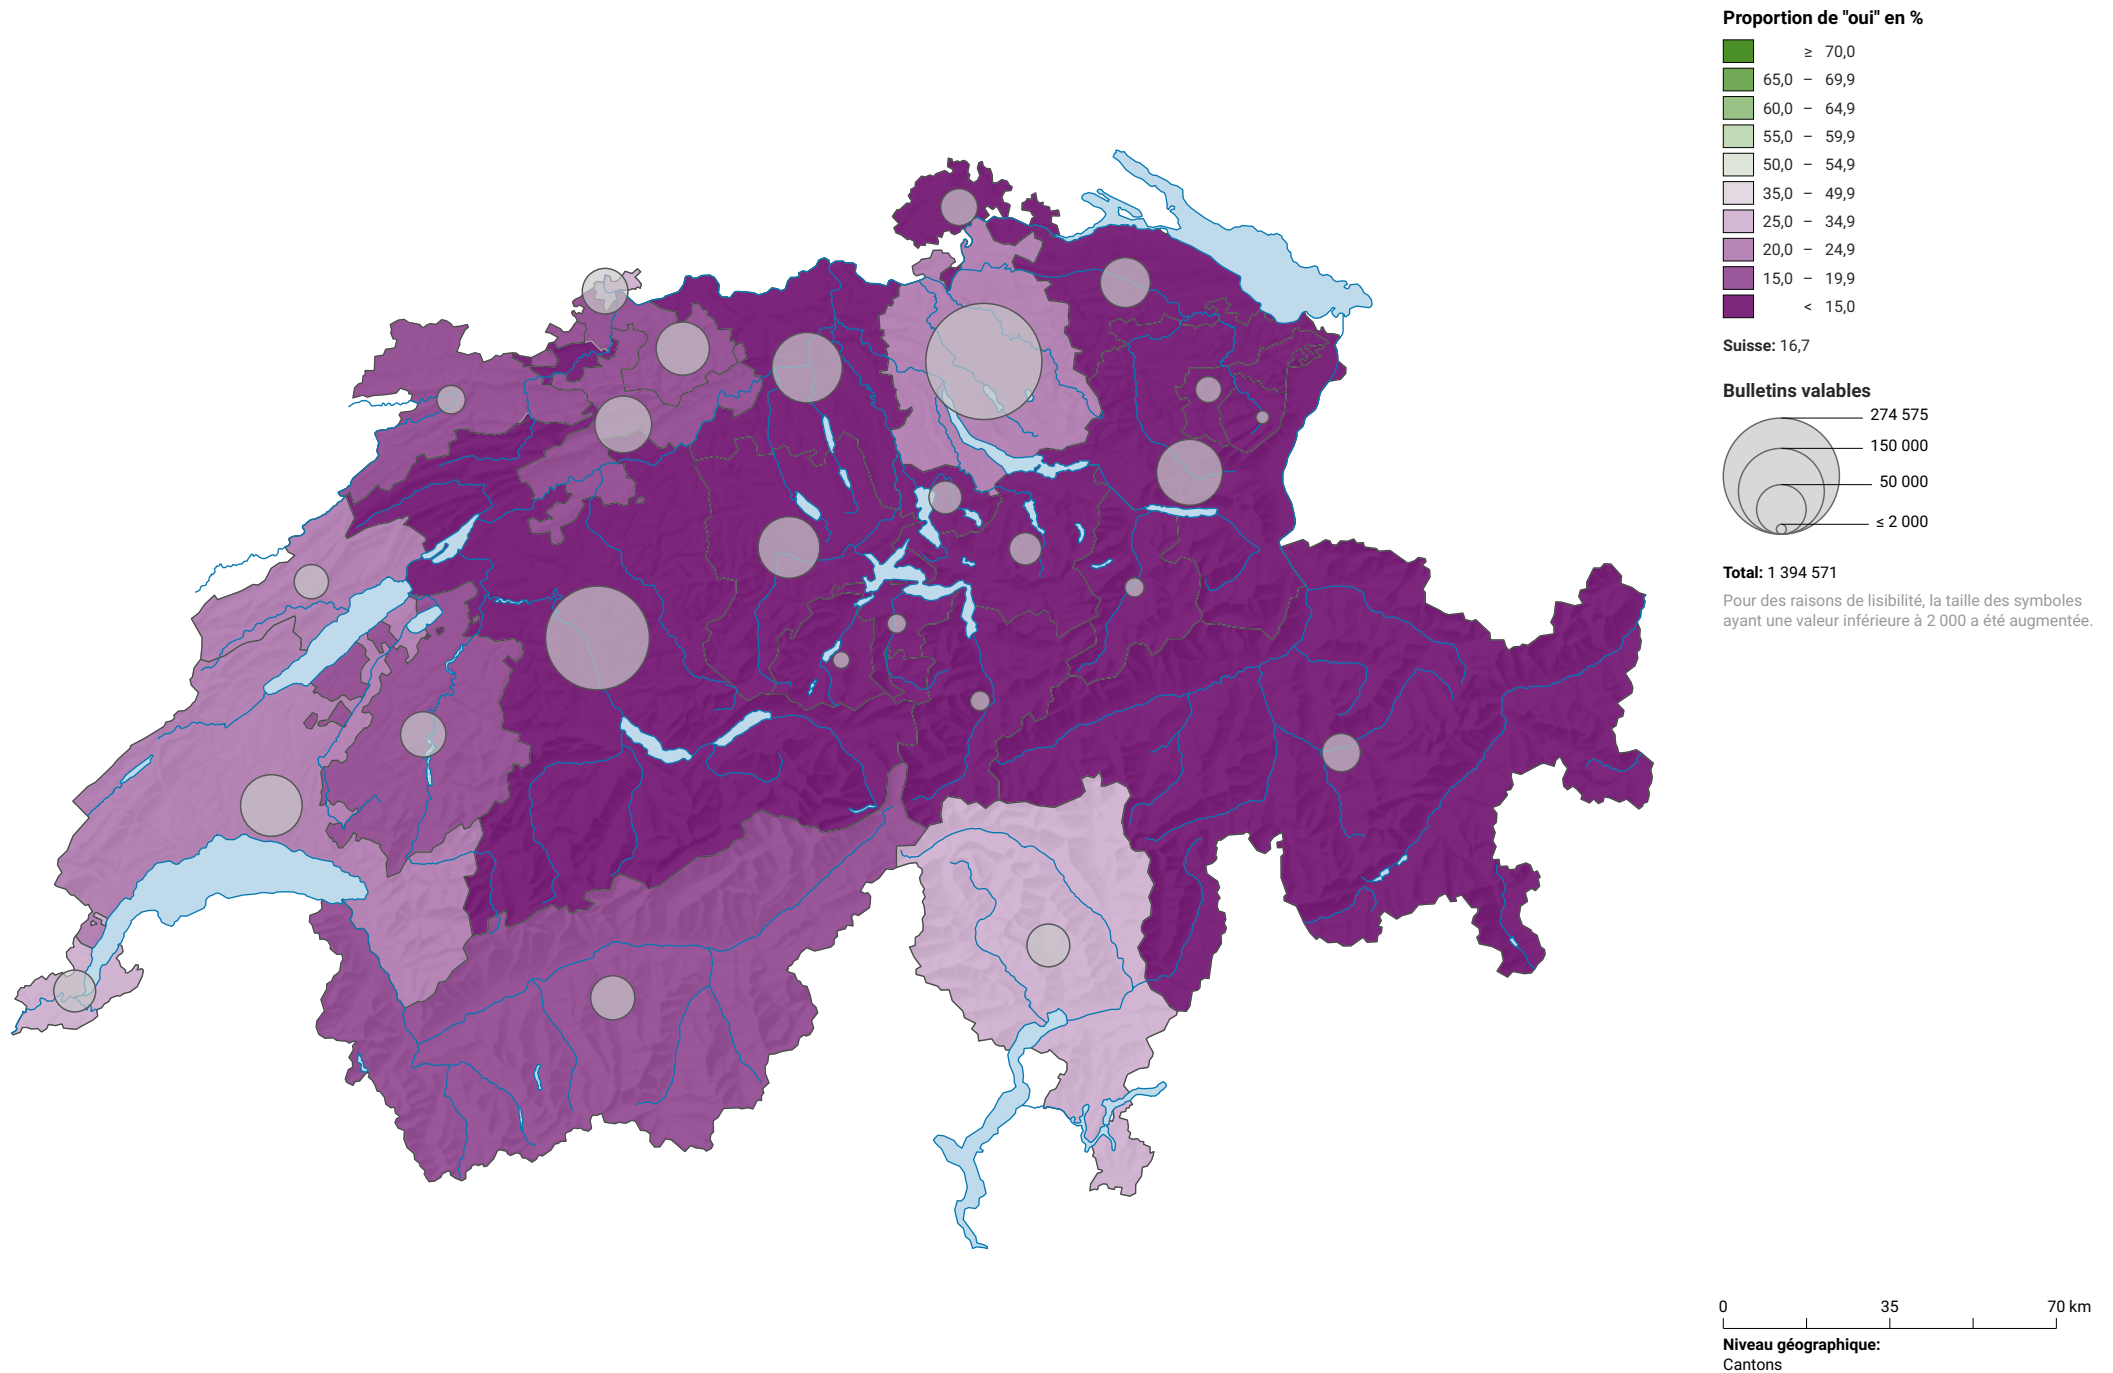 Proportion de "oui" en %
≥ 70,0
65,0 – 69,9
60,0 – 64,9
55,0 – 59,9
50,0 – 54,9
35,0 – 49,9
25,0 – 34,9
20,0 – 24,9
15,0 – 19,9
< 15,0
Suisse: 16,7
Bulletins valables
274 575
150 000
50 000
≤ 2 000
Total: 1 394 571
Pour des raisons de lisibilité, la taille des symboles
ayant une valeur inférieure à 2 000 a été augmentée.
0 35 70 km
Niveau géographique:
Cantons